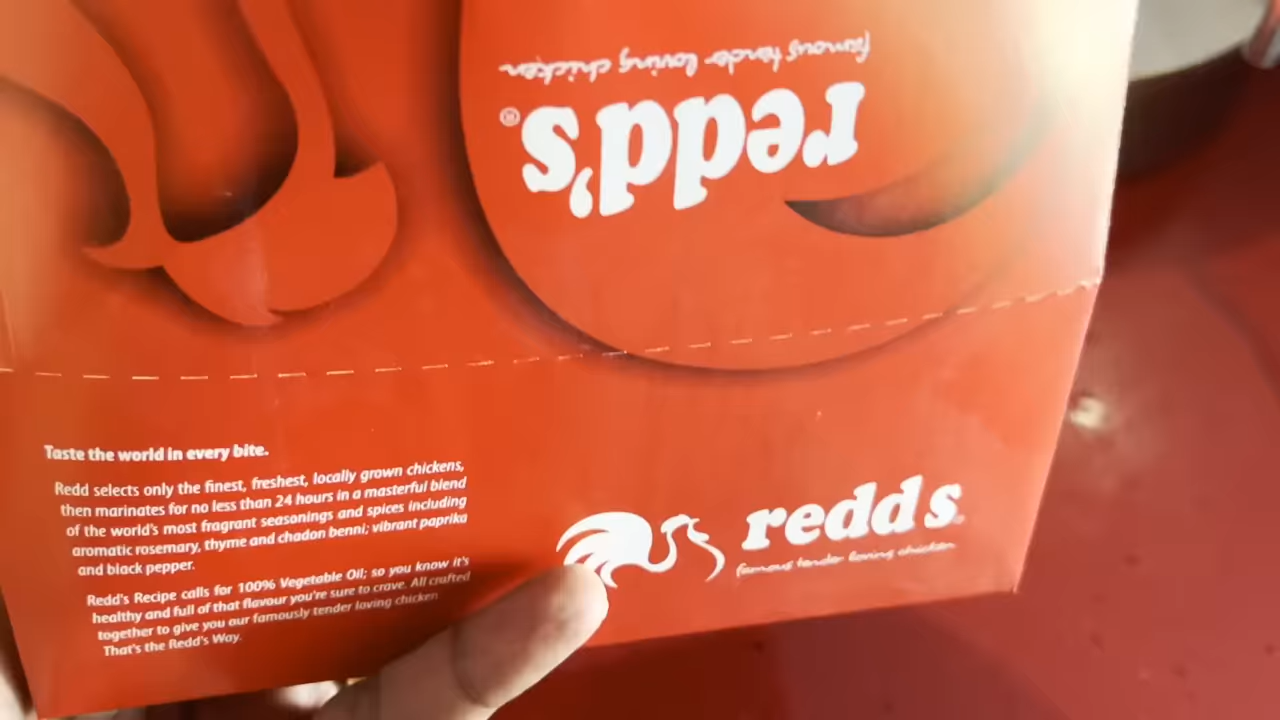 famous tender loving chicken
redd's®
Taste the world in every bite.
Redd selects only the finest, freshest, locally grown chickens,
then marinates for no less than 24 hours in a masterful blend
of the world's most fragrant seasonings and spices including
aromatic rosemary, thyme and chadon benni; vibrant paprika
and black pepper.
Redd's Recipe calls for 100% Vegetable Oil; so you know it's
healthy and full of that flavour you're sure to crave. All crafted
together to give you our famously tender loving chicken
That's the Redd's Way.
redd's
famous tender loving chicken